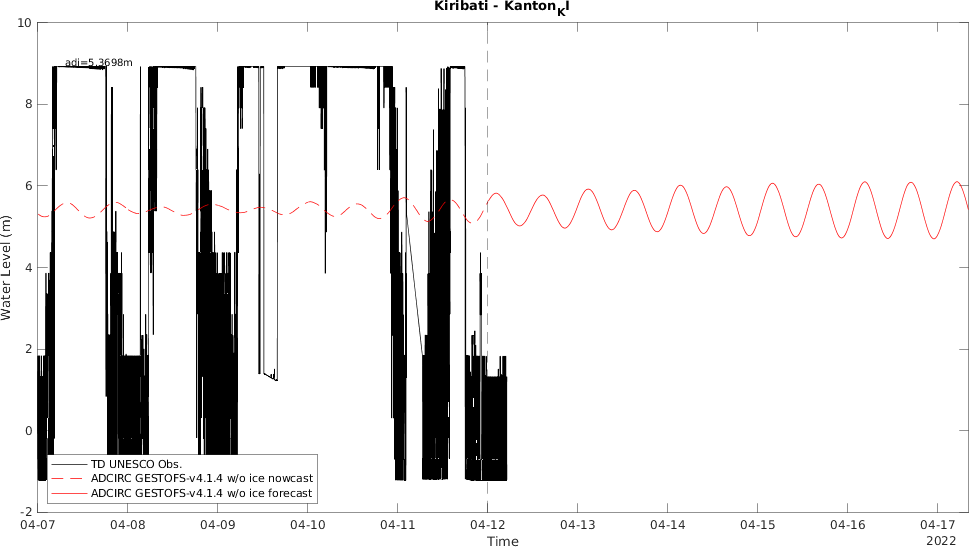 Kiribati - Kanton_KI
adj=5.3698m
Water Level (m)
10
8
6
4
2
0
-2
TD UNESCO Obs.
ADCIRC GESTOFS-v4.1.4 w/o ice nowcast
ADCIRC GESTOFS-v4.1.4 w/o ice forecast
04-07 04-08 04-09 04-10 04-11 04-12 04-13 04-14 04-15 04-16 04-17
Time
2022